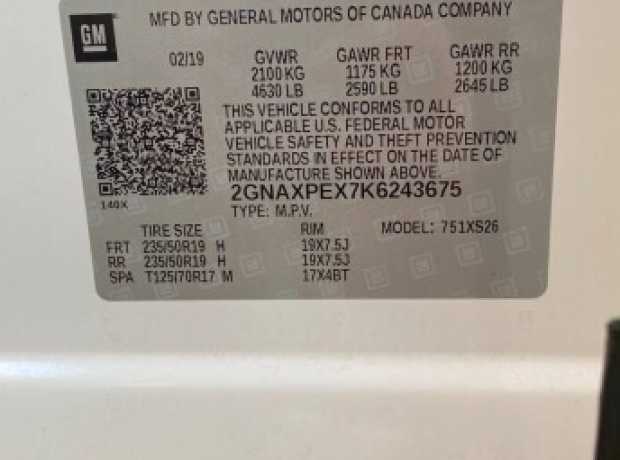 MFD BY GENERAL MOTORS OF CANADA COMPANY
GM
02/19 GVWR GAWR FRT GAWR RR
2100 KG 1175 KG 1200 KG
4630 LB 2590 LB 2645 LB
THIS VEHICLE CONFORMS TO ALL
APPLICABLE U.S. FEDERAL MOTOR
VEHICLE SAFETY AND THEFT PREVENTION
STANDARDS IN EFFECT ON THE DATE OF
MANUFACTURE SHOWN ABOVE.
2GNAXPEX7K6243675
140X
TYPE: M.P.V. MODEL: 751XS26
TIRE SIZE RIM
FRT 235/50R19 H 19X7.5J
RR 235/50R19 H 19X7.5J
SPA T125/70R17 M 17X4BT